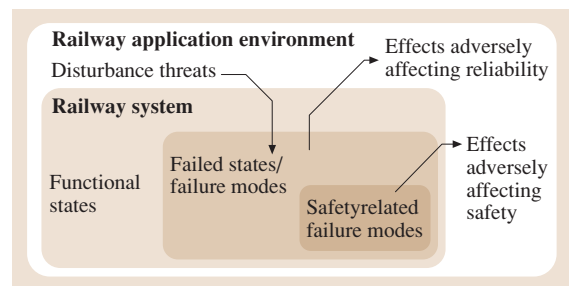 Railway application environment
Disturbance threats
Effects adversely
affecting reliability
Railway system
Functional
states
Failed states/
failure modes
Safetyrelated
failure modes
Effects
adversely
affecting
safety